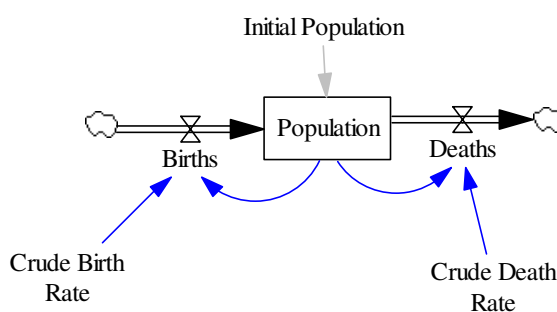 Initial Population
Population
Births
Deaths
Crude Birth
Rate
Crude Death
Rate